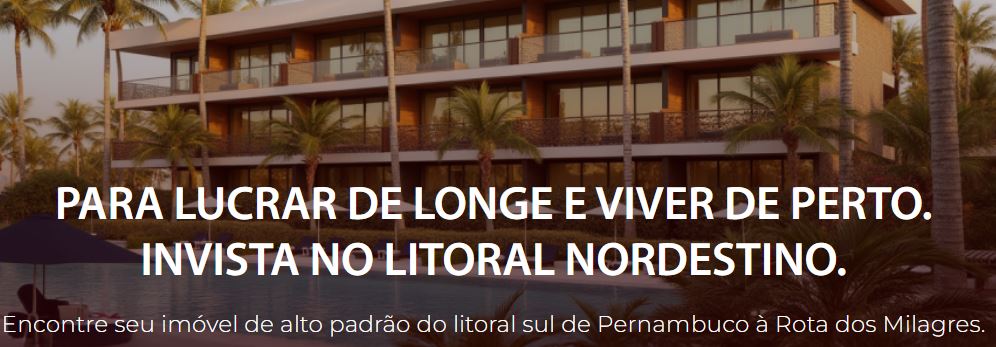 PARA LUCRAR DE LONGE E VIVER DE PERTO.
INVISTA NO LITORAL NORDESTINO.
Encontre seu imóvel de alto padrão do litoral sul de Pernambuco à Rota dos Milagres.